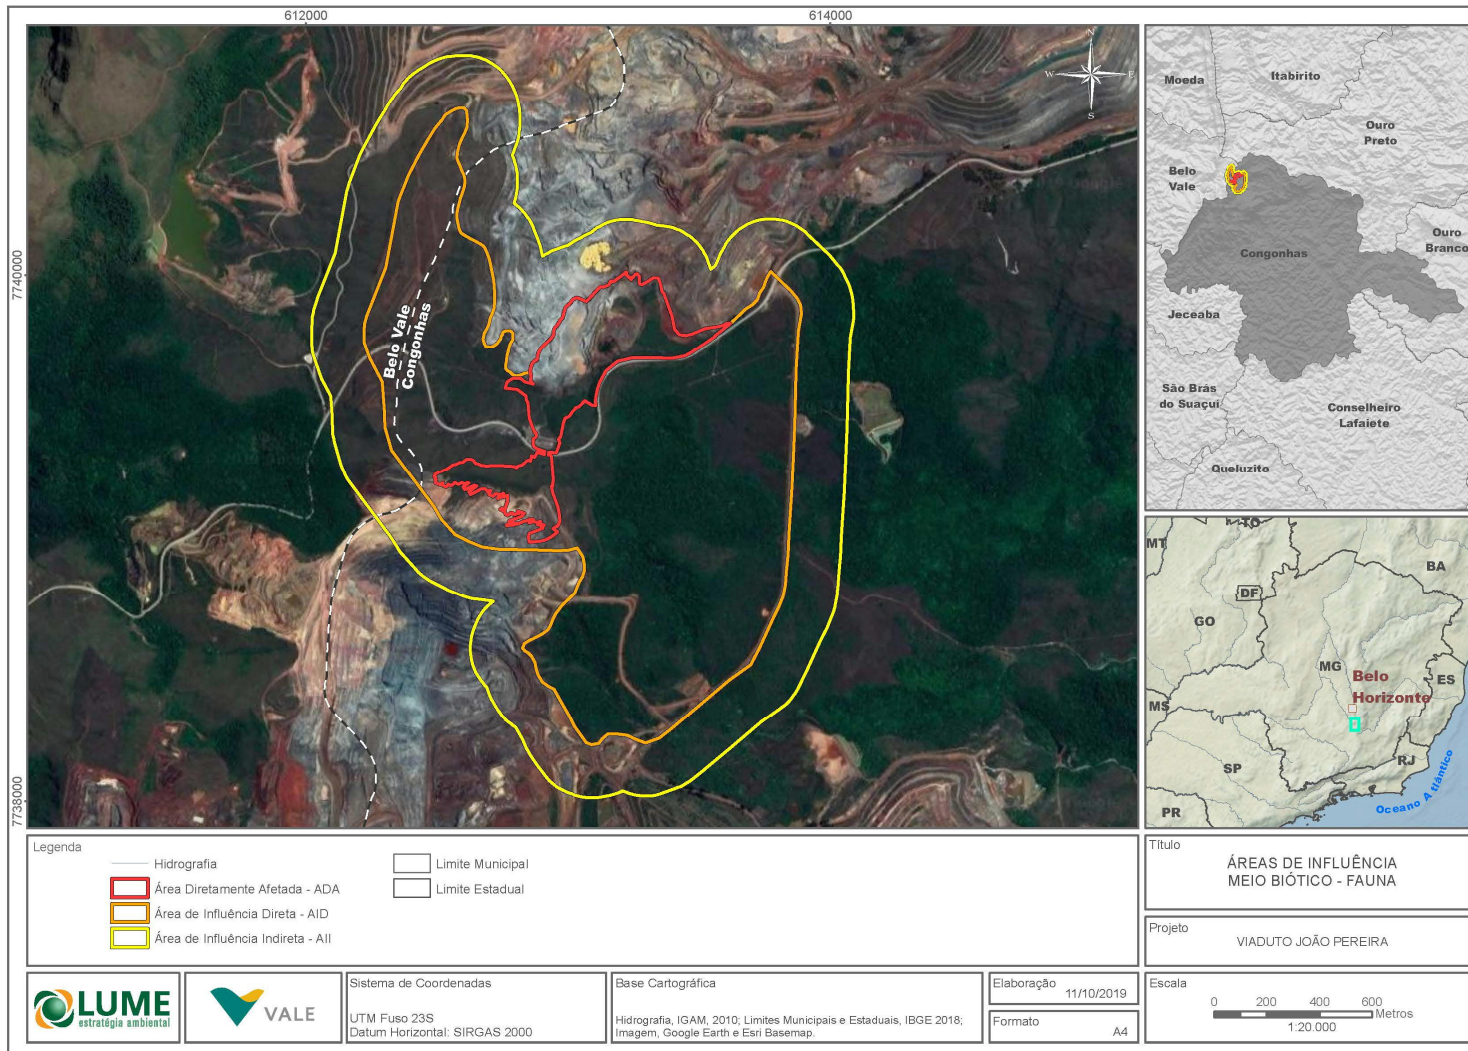 612000
614000
7740000
7738000
N
W
E
S
Belo Vale
Congonhas
Moeda
Itabirito
Ouro
Preto
Belo
Vale
Ouro
Branco
Congonhas
Jeceaba
São Brás
do Suaçuí
Conselheiro
Lafaiete
Queluzito
TO
MT
BA
DF
GO
MG
Belo
Horizonte
ES
MS
SP
RJ
PR
Oceano Atlântico
Legenda
Hidrografia
Área Diretamente Afetada - ADA
Área de Influência Direta - AID
Área de Influência Indireta - AII
Limite Municipal
Limite Estadual
Título
ÁREAS DE INFLUÊNCIA
MEIO BIÓTICO - FAUNA
Projeto
VIADUTO JOÃO PEREIRA
LUME
estratégia ambiental
VALE
Sistema de Coordenadas
UTM Fuso 23S
Datum Horizontal: SIRGAS 2000
Base Cartográfica
Hidrografia, IGAM, 2010; Limites Municipais e Estaduais, IBGE 2018;
Imagem, Google Earth e Esri Basemap.
Elaboração
11/10/2019
Formato
A4
Escala
0 200 400 600
Metros
1:20.000